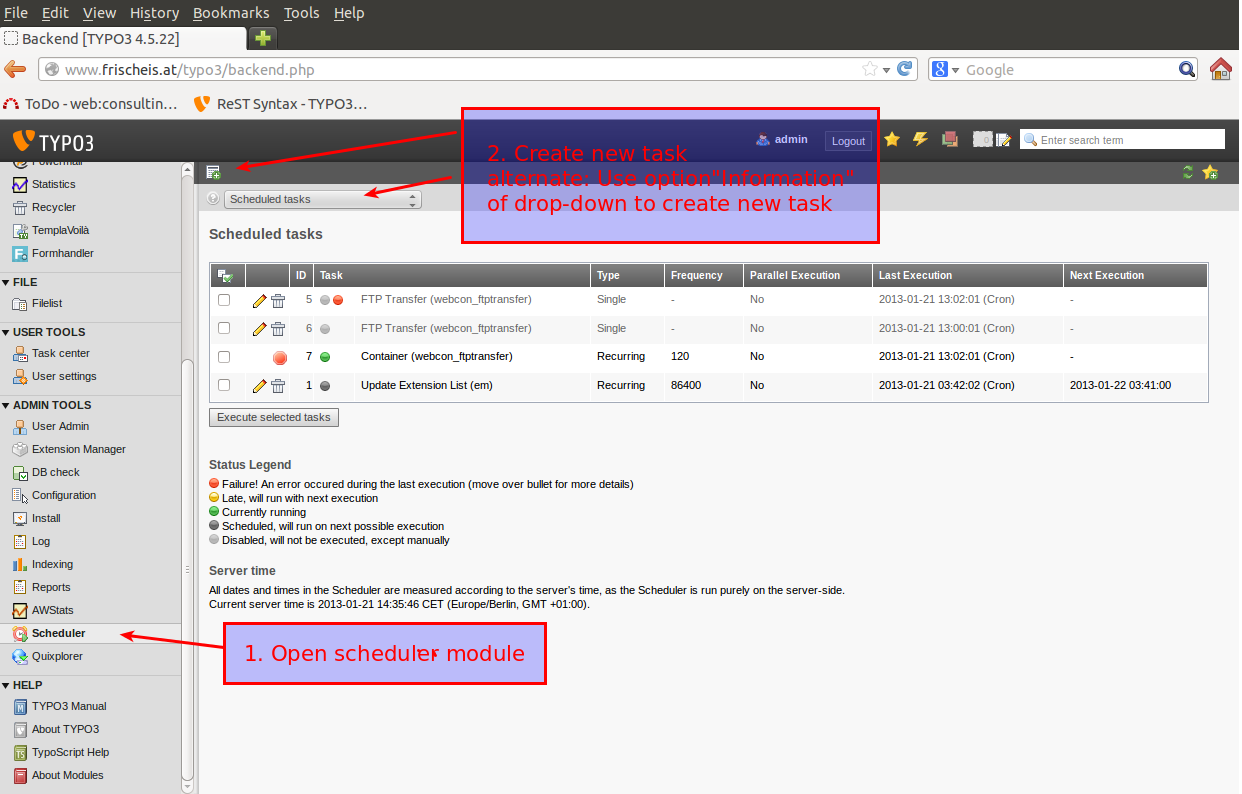 File Edit View History Bookmarks Tools Help
Backend [TYPO3 4.5.22]
www.frischeis.at/typo3/backend.php
Google
ToDo - web:consultin... ReST Syntax - TYPO3...
TYPO3
admin
Logout
Enter search term
2. Create new task
alternate: Use option"Information"
of drop-down to create new task
Powermail
Statistics
Recycler
TemplaVoilà
Formhandler
FILE
Filelist
USER TOOLS
Task center
User settings
ADMIN TOOLS
User Admin
Extension Manager
DB check
Configuration
Install
Log
Indexing
Reports
AWStats
Scheduler
Quixplorer
HELP
TYPO3 Manual
About TYPO3
TypoScript Help
About Modules
Scheduled tasks
Scheduled tasks
ID Task Type Frequency Parallel Execution Last Execution Next Execution
5 FTP Transfer (webcon_ftptransfer) Single - No 2013-01-21 13:02:01 (Cron) -
6 FTP Transfer (webcon_ftptransfer) Single - No 2013-01-21 13:00:01 (Cron) -
7 Container (webcon_ftptransfer) Recurring 120 No 2013-01-21 13:02:01 (Cron) -
1 Update Extension List (em) Recurring 86400 No 2013-01-21 03:42:02 (Cron) 2013-01-22 03:41:00
Execute selected tasks
Status Legend
Failure! An error occured during the last execution (move over bullet for more details)
Late, will run with next execution
Currently running
Scheduled, will run on next possible execution
Disabled, will not be executed, except manually
Server time
All dates and times in the Scheduler are measured according to the server's time, as the Scheduler is run purely on the server-side.
Current server time is 2013-01-21 14:35:46 CET (Europe/Berlin, GMT +01:00).
1. Open scheduler module